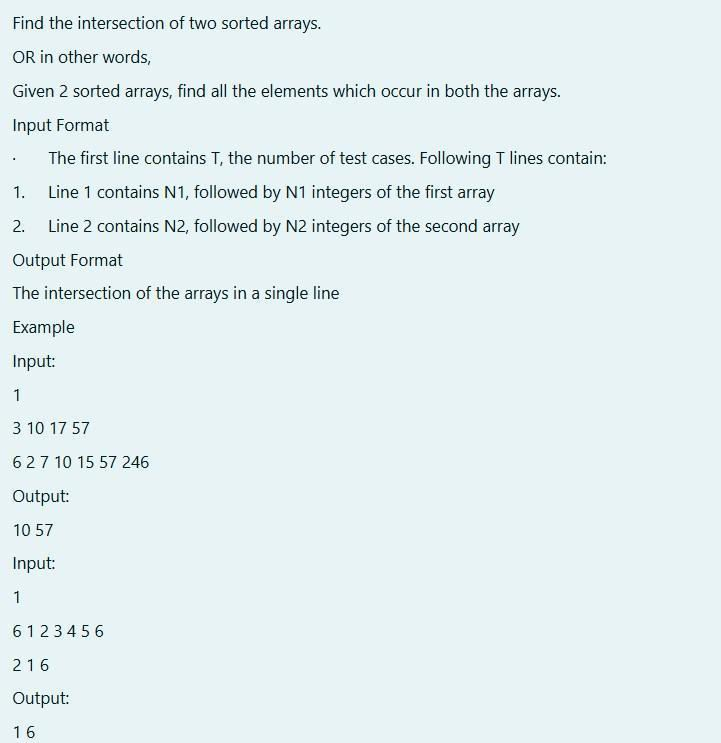 Find the intersection of two sorted arrays.
OR in other words,
Given 2 sorted arrays, find all the elements which occur in both the arrays.
Input Format
· The first line contains T, the number of test cases. Following T lines contain:
1. Line 1 contains N1, followed by N1 integers of the first array
2. Line 2 contains N2, followed by N2 integers of the second array
Output Format
The intersection of the arrays in a single line
Example
Input:
1
3 10 17 57
6 2 7 10 15 57 246
Output:
10 57
Input:
1
6 1 2 3 4 5 6
2 1 6
Output:
1 6